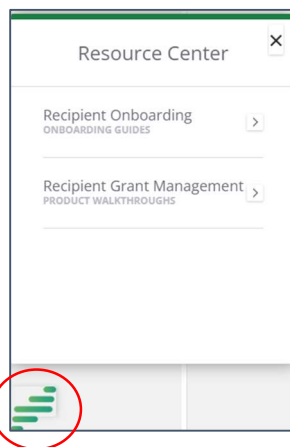 Resource Center
×
Recipient Onboarding
ONBOARDING GUIDES
Recipient Grant Management
PRODUCT WALKTHROUGHS